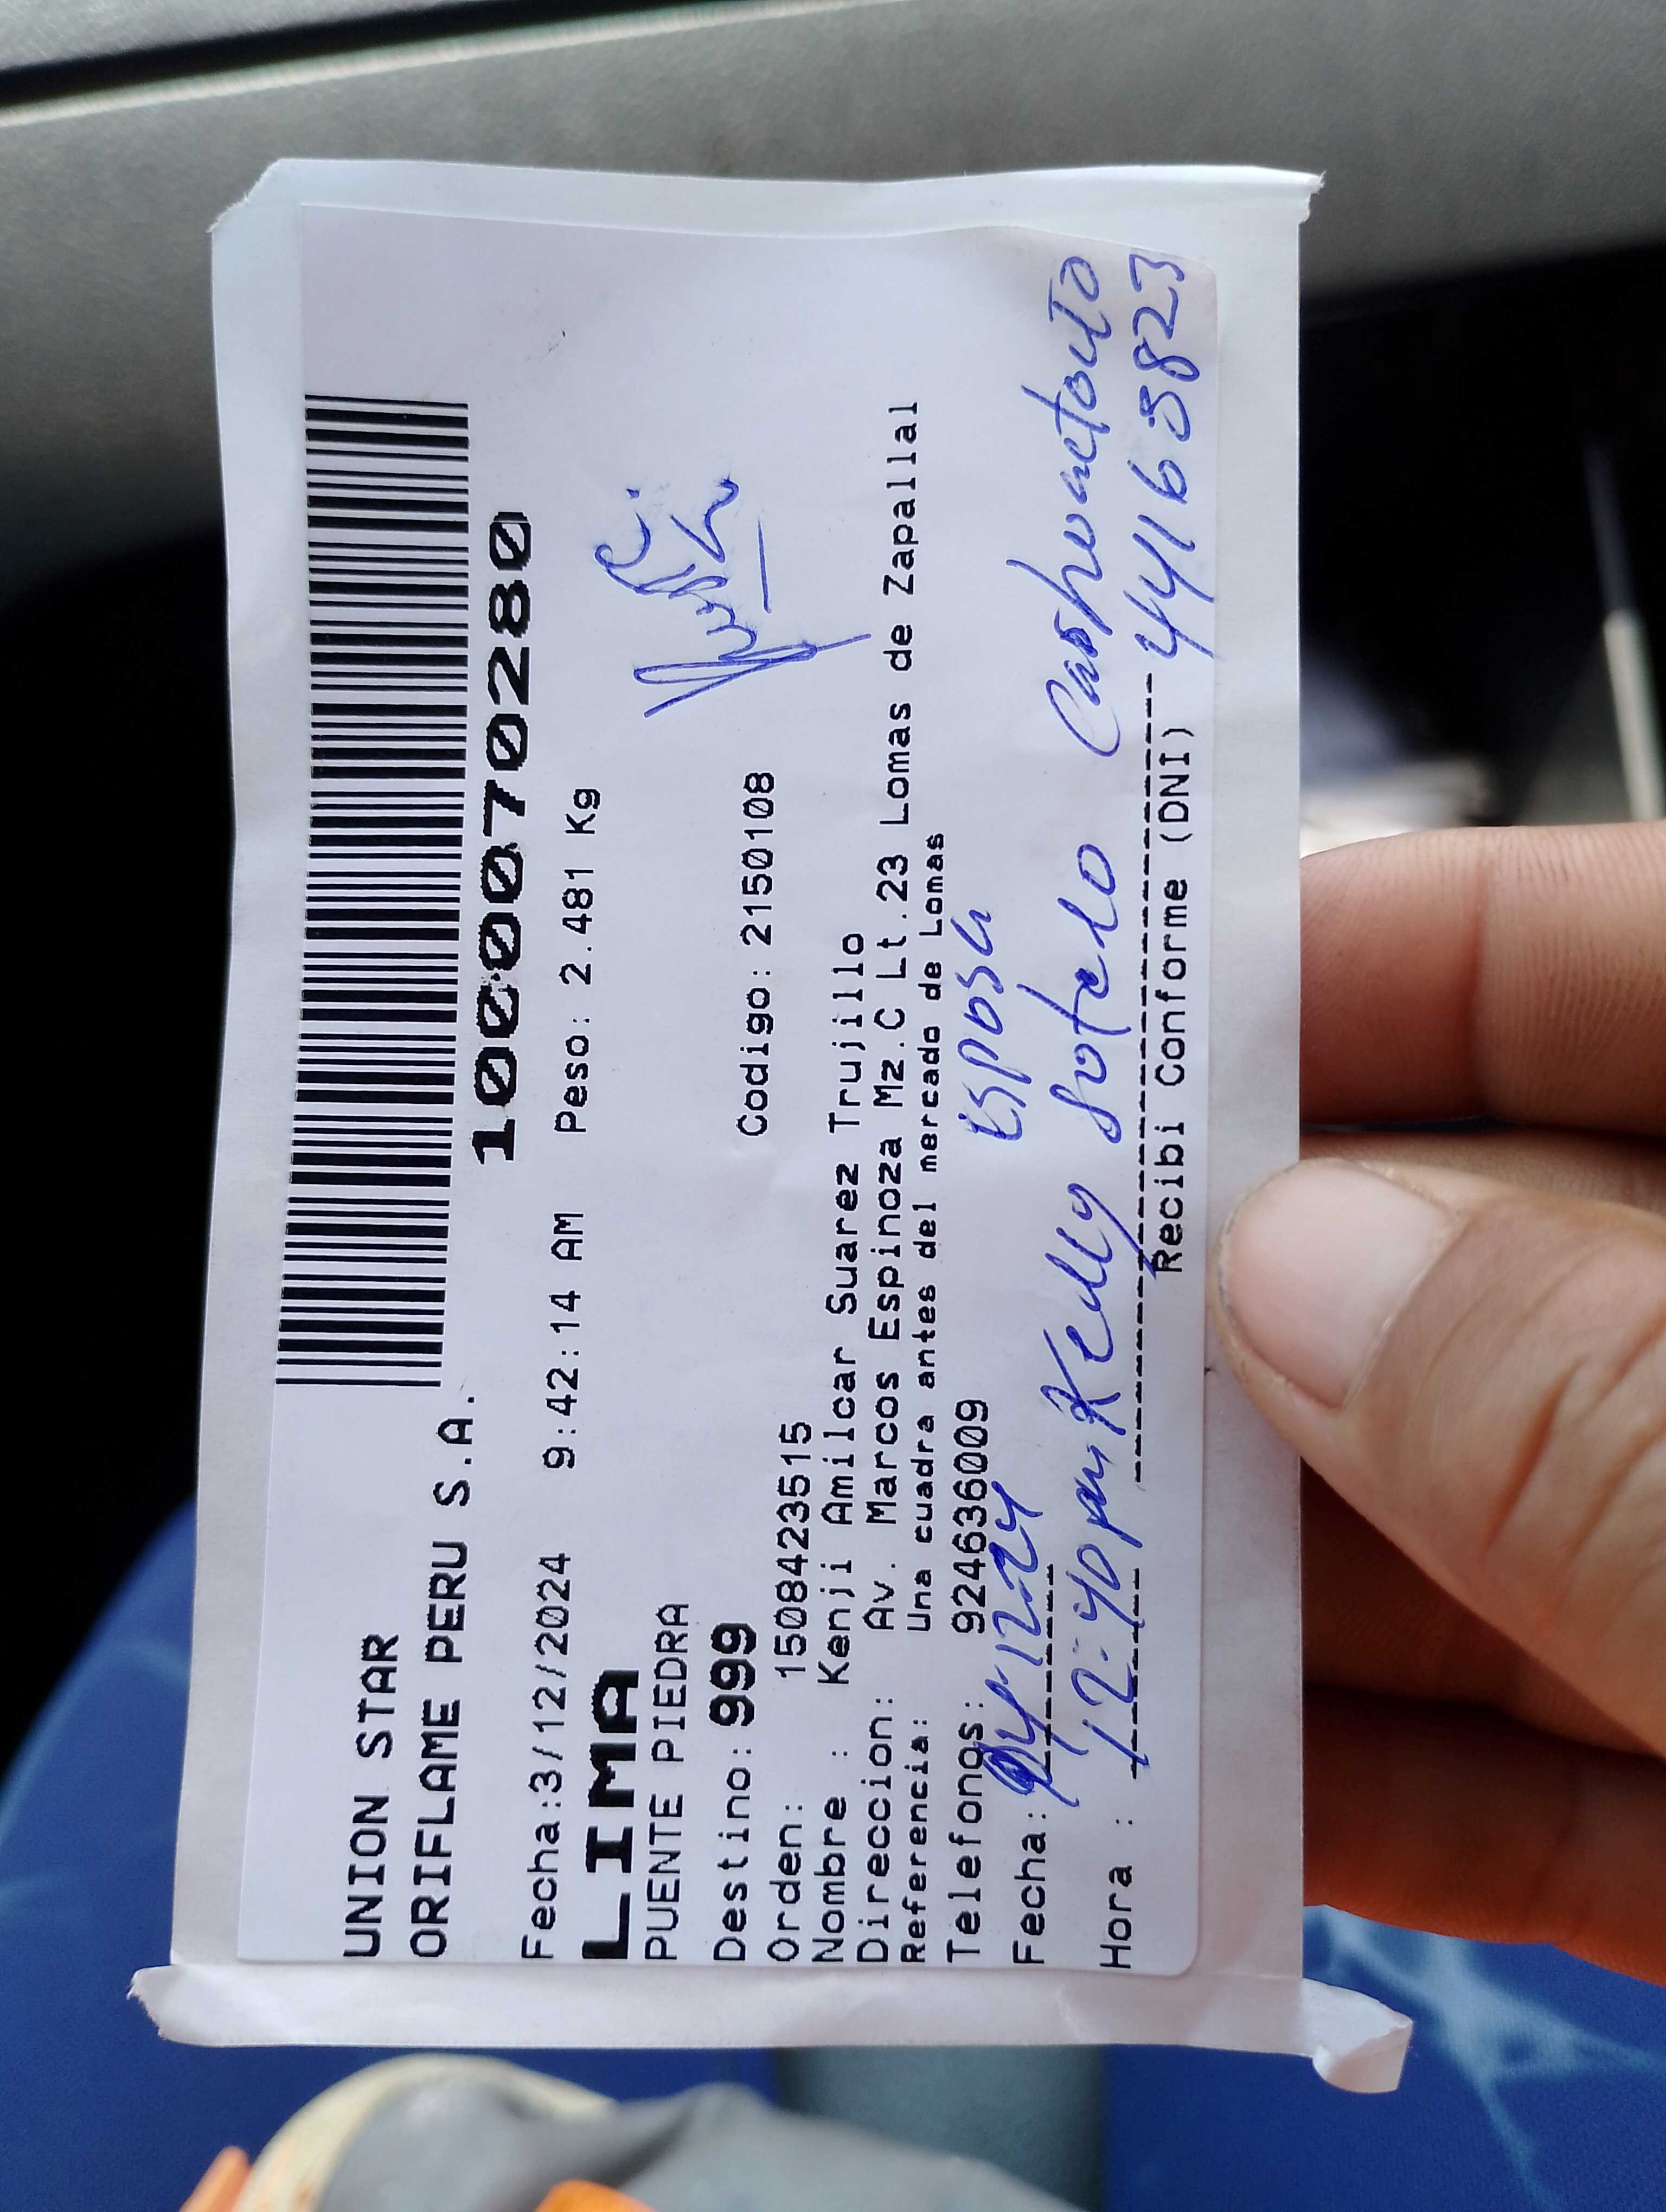 UNION STAR
ORIFLAME PERU S.A.
1000070280
Fecha:3/12/2024 9:42:14 AM Peso: 2.481 Kg
LIMA
PUENTE PIEDRA
Destino: 999 Codigo: 2150108
Orden: 1508423515
Nombre : Kenji Amilcar Suarez Trujillo
Direccion: Av. Marcos Espinoza Mz.C Lt.23 Lomas de Zapallal
Referencia: Una cuadra antes del mercado de Lomas
Telefonos: 924636009 Esposa
Fecha: 04 12-24
Hora : 12:40pm Kelly Sotelo
Recibi Conforme (DNI) 44165823